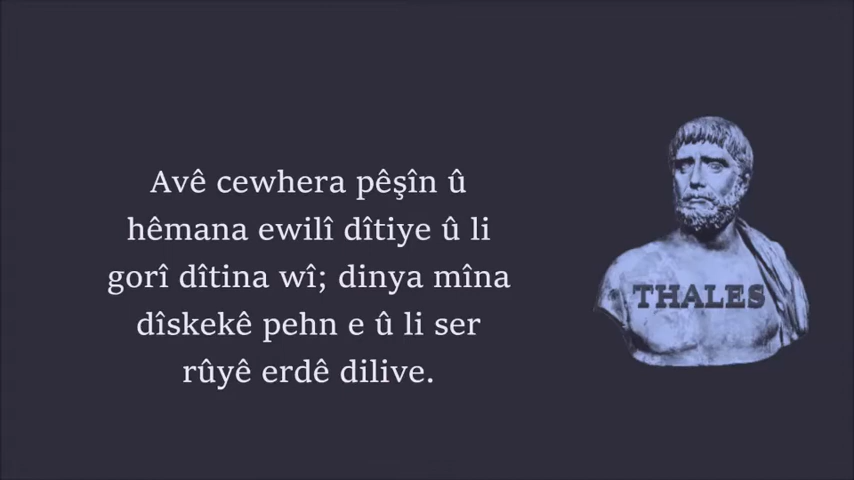 Avê cewhera pêşîn û
hêmana ewilî dîtiye û li
gorî dîtina wî; dinya mîna
dîskekê pehn e û li ser
rûyê erdê dilive.
THALES